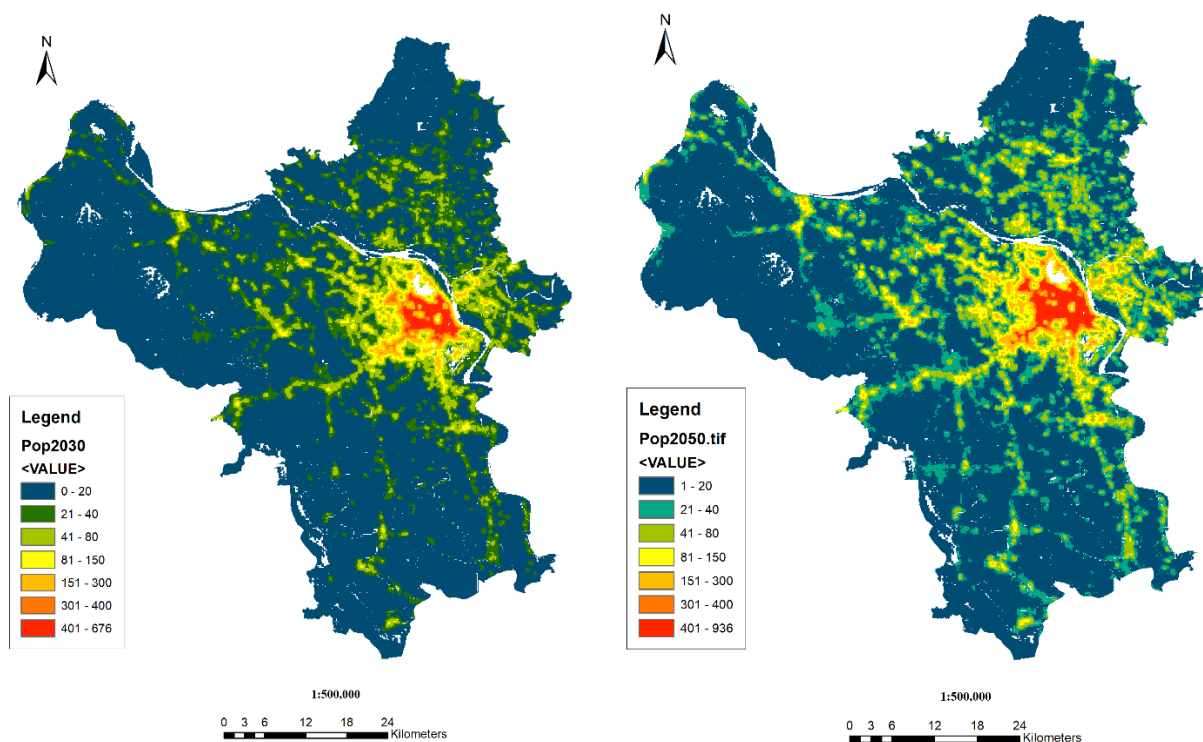 N
Legend
Pop2030
<VALUE>
0 - 20
21 - 40
41 - 80
81 - 150
151 - 300
301 - 400
401 - 676
1:500,000
0 3 6 12 18 24
Kilometers
N
Legend
Pop2050.tif
<VALUE>
1 - 20
21 - 40
41 - 80
81 - 150
151 - 300
301 - 400
401 - 936
1:500,000
0 3 6 12 18 24
Kilometers